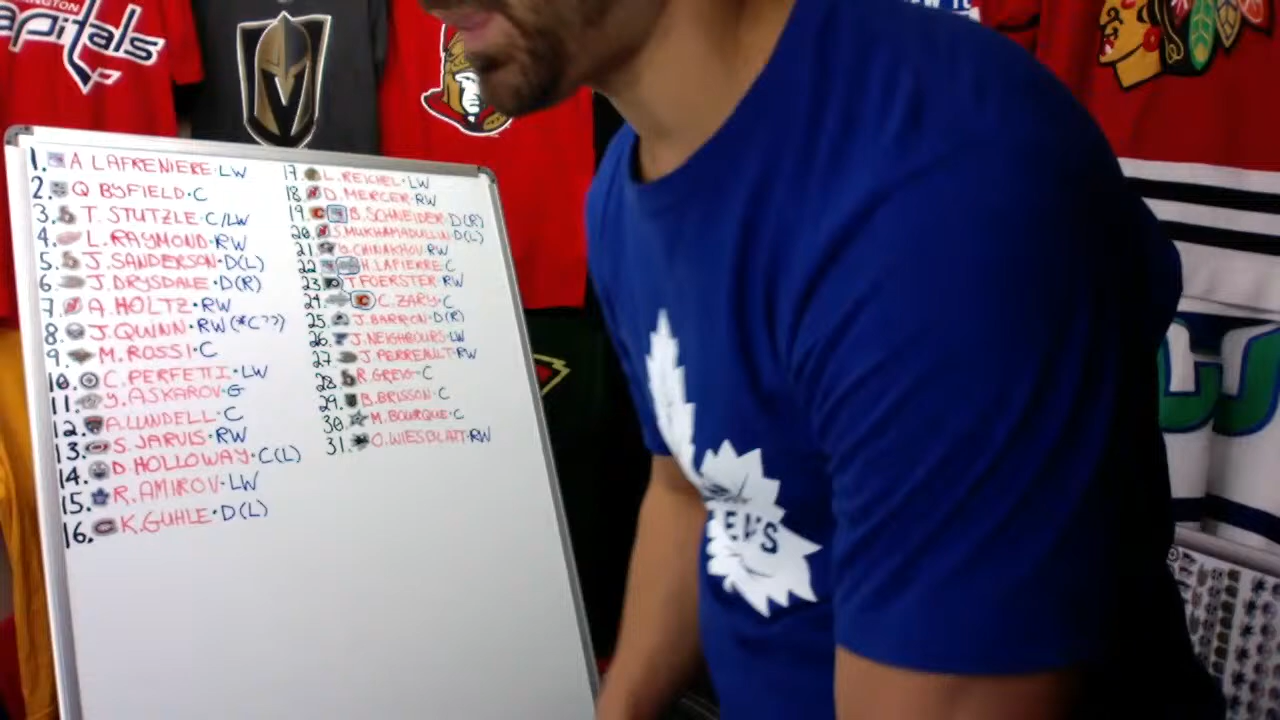 INGTON
capitals
1. A LAFRENIERE · LW
2. Q BYFIELD · C
3. T. STUTZLE · C/LW
4. L. RAYMOND · RW
5. J. SANDERSON · D(L)
6. J. DRYSDALE · D(R)
7. A. HOLTZ · RW
8. J. QUINN · RW (*C??)
9. M. ROSSI · C
10. C. PERFETTI · LW
11. Y. ASKAROV · G
12. A. LUNDELL · C
13. S. JARVIS · RW
14. D. HOLLOWAY · C(L)
15. R. AMIROV · LW
16. K. GUHLE · D(L)
17. L. REICHEL · LW
18. D. MERCER · RW
19. B. SCHNEIDER · D(R)
20. S. MUKHAMADULLIN · D(L)
21. CHINAKHOV · RW
22. H. LAPIERRE · C
23. T FOERSTER · RW
24. C. ZARY · C
25. J. BARRON · D(R)
26. J. NEIGHBOURS · LW
27. J. PERREAULT · RW
28. R. GREIG · C
29. B. BRISSON · C
30. M. BOURQUE · C
31. O. WIESBLATT · RW